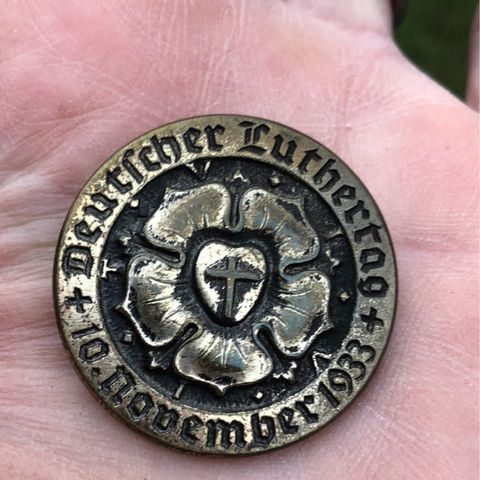 Deutſcher Luthertag
+ 10. November 1933 +